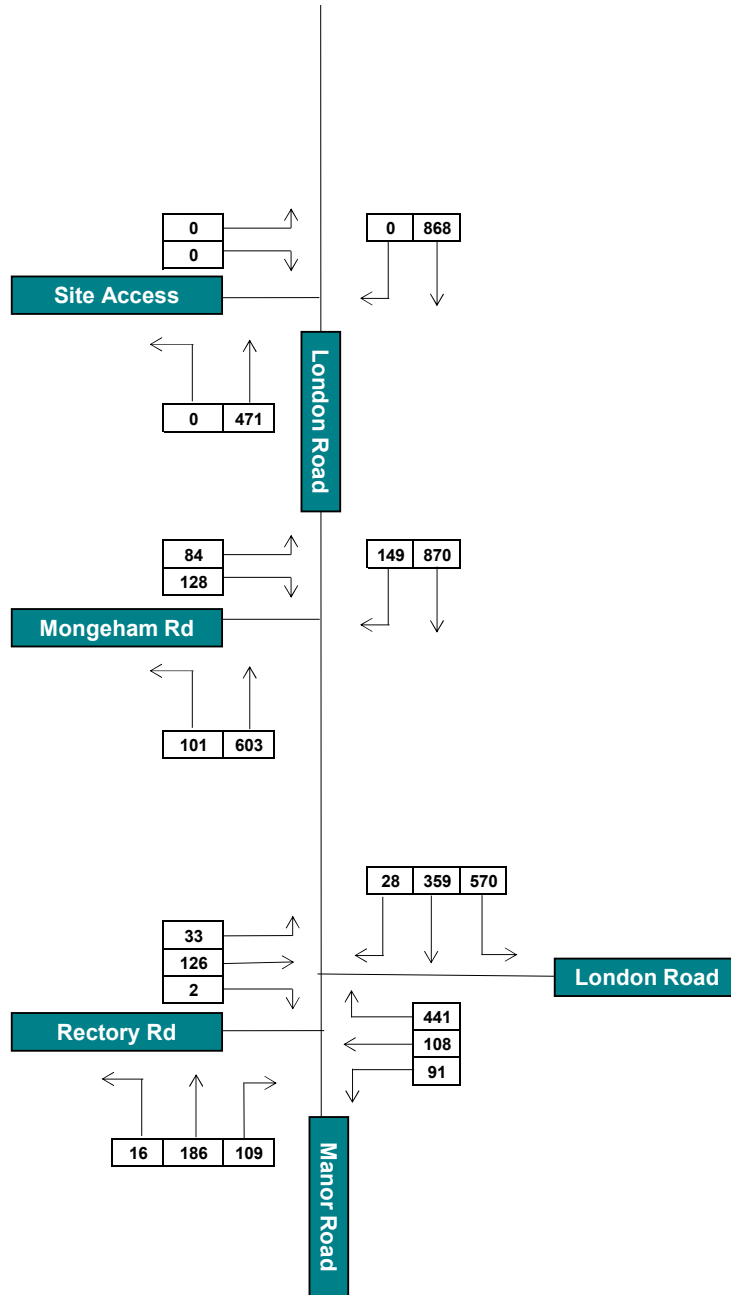 0
0 868
0
Site Access
London Road
0 471
84
149 870
128
Mongeham Rd
101 603
28 359 570
33
126
2
London Road
441
Rectory Rd
108
91
16 186 109
Manor Road